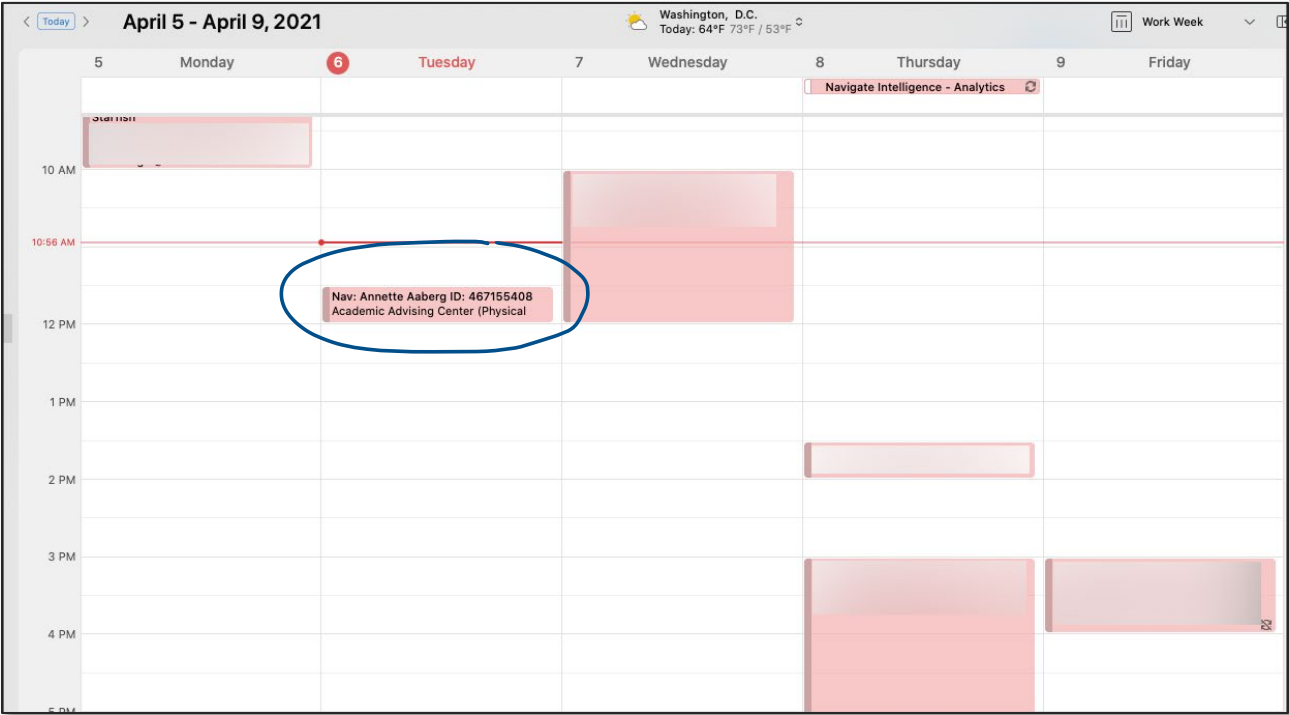 Today
April 5 - April 9, 2021
Washington, D.C.
Today: 64°F 73°F / 53°F
Work Week
5 Monday
6 Tuesday
7 Wednesday
8 Thursday
9 Friday
Navigate Intelligence - Analytics
Starfish
10 AM
10:56 AM
Nav: Annette Aaberg ID: 467155408
Academic Advising Center (Physical
12 PM
1 PM
2 PM
3 PM
4 PM
5 PM